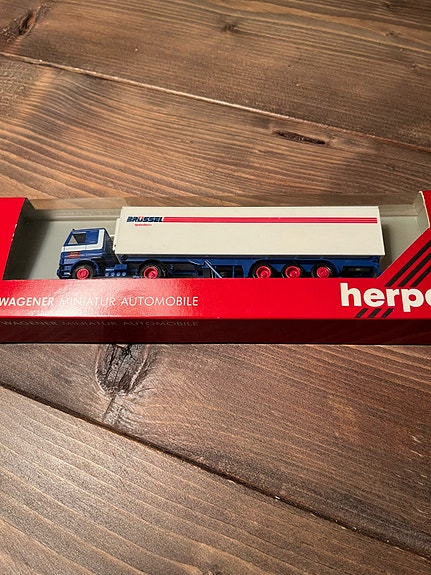 BRÜSSEL
WAGENER MINIATUR AUTOMOBILE
herpa